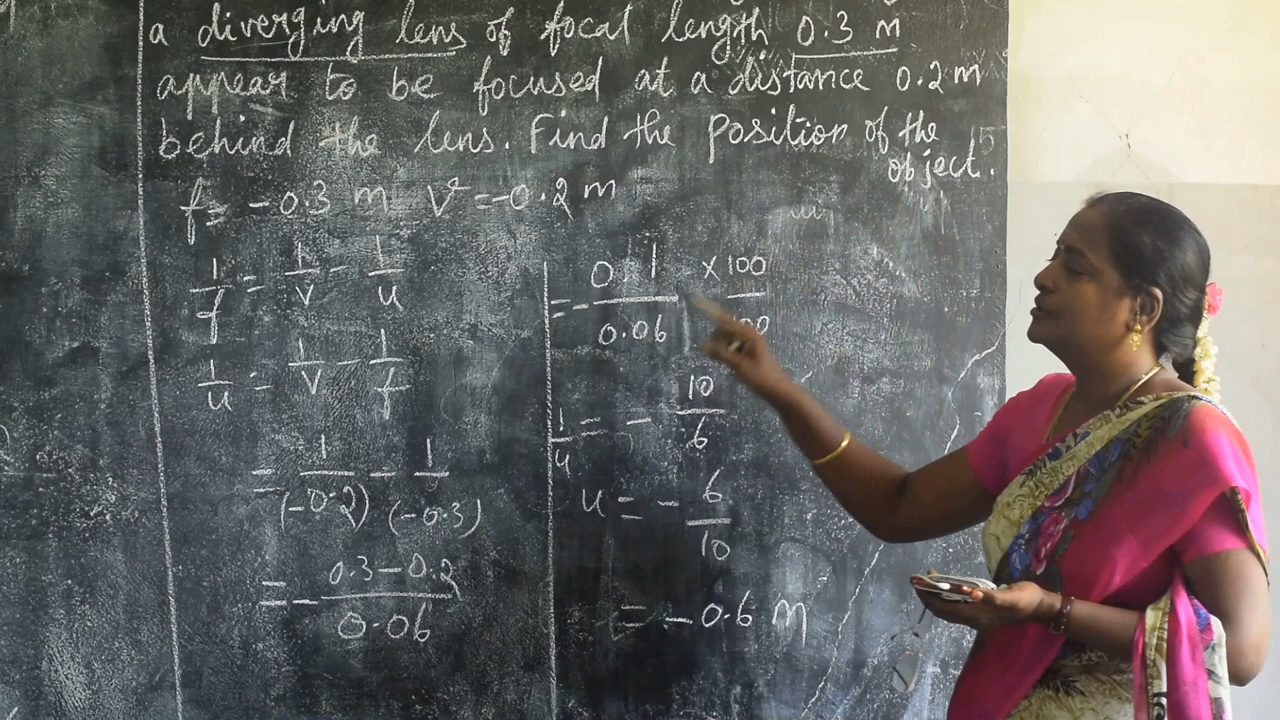 a diverging lens of focal length 0.3 m
appear to be focused at a distance 0.2 m
behind the lens. Find the position of the
object.
f = -0.3 m v = -0.2 m
1/f = 1/v - 1/u
1/u = 1/v - 1/f
= 1/(-0.2) - 1/(-0.3)
= - 0.3-0.2/0.06
= - 0.1/0.06 × 100/100
1/u = - 10/6
u = - 6/10
= -0.6 m